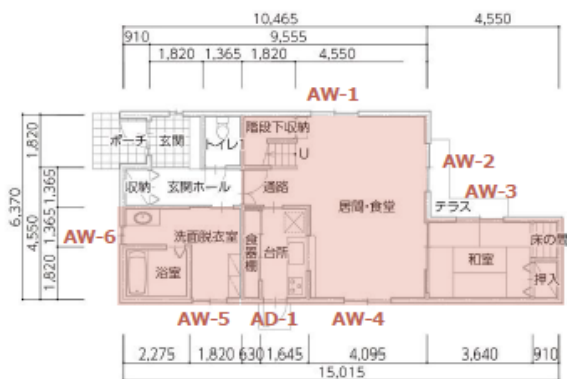 10,465
4,550
910
9,555
1,820
1,365
1,820
4,550
AW-1
ポーチ
玄関
トイレ1
階段下収納
U
AW-2
1,820
収納
玄関ホール
通路
AW-3
テラス
6,370
4,550
1,365
1,365
1,820
居間・食堂
AW-6
洗面脱衣室
食器棚
台所
床の間
和室
浴室
押入
AW-5
AD-1
AW-4
2,275
1,820
630
1,645
4,095
3,640
910
15,015